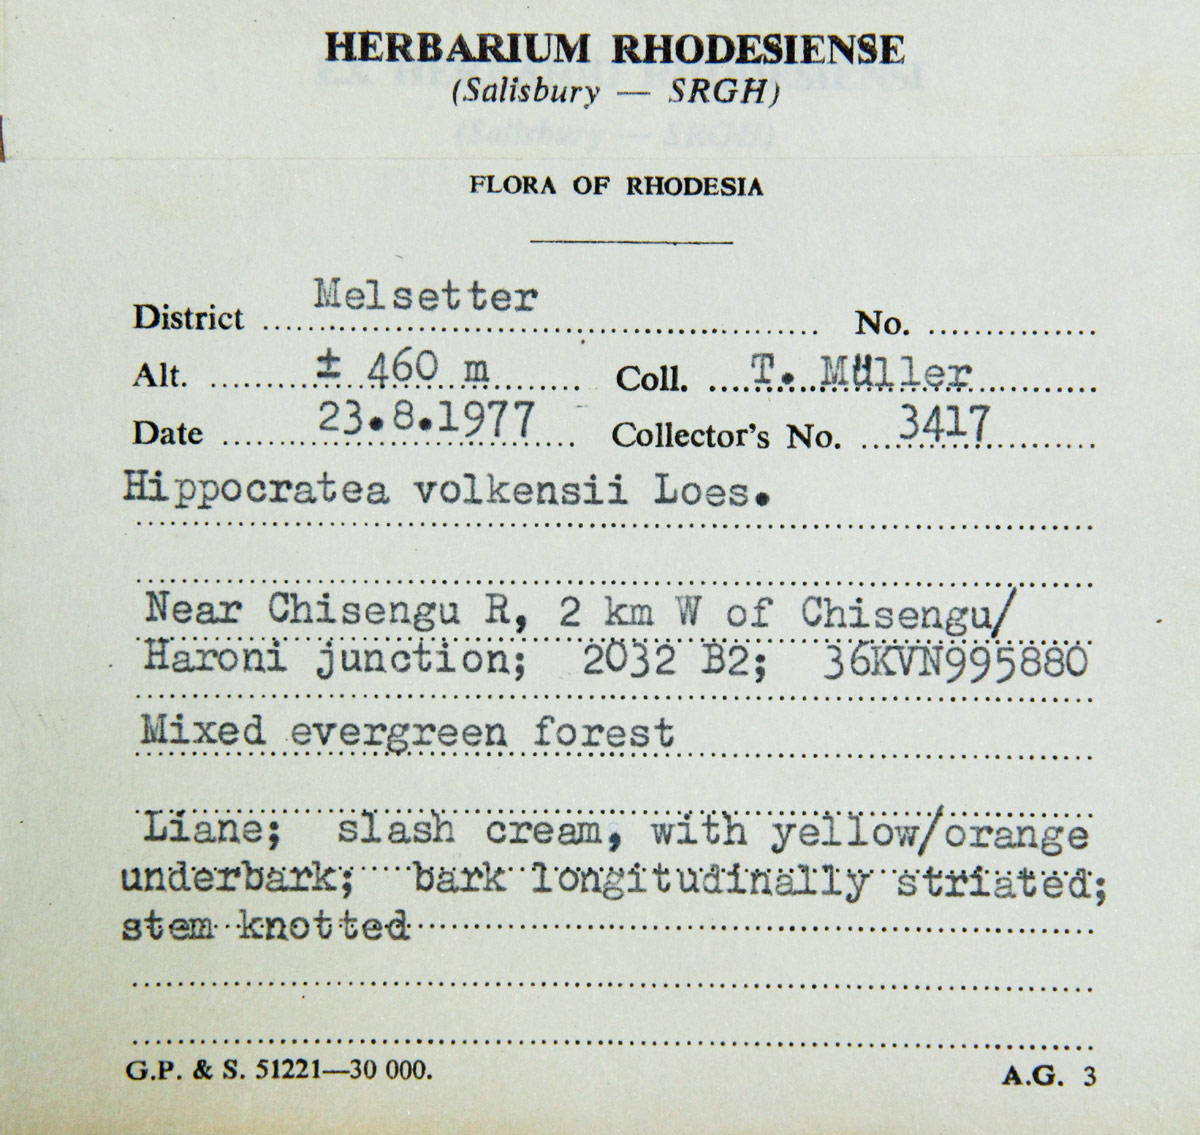 HERBARIUM RHODESIENSE
(Salisbury — SRGH)
FLORA OF RHODESIA
District Melsetter No.
Alt. ± 460 m Coll. T. Müller
Date 23.8.1977 Collector's No. 3417
Hippocratea volkensii Loes.
Near Chisengu R, 2 km W of Chisengu/
Haroni junction; 2032 B2; 36KVN995880
Mixed evergreen forest
Liane; slash cream, with yellow/orange
underbark; bark longitudinally striated;
stem knotted
G.P. & S. 51221—30 000. A.G. 3